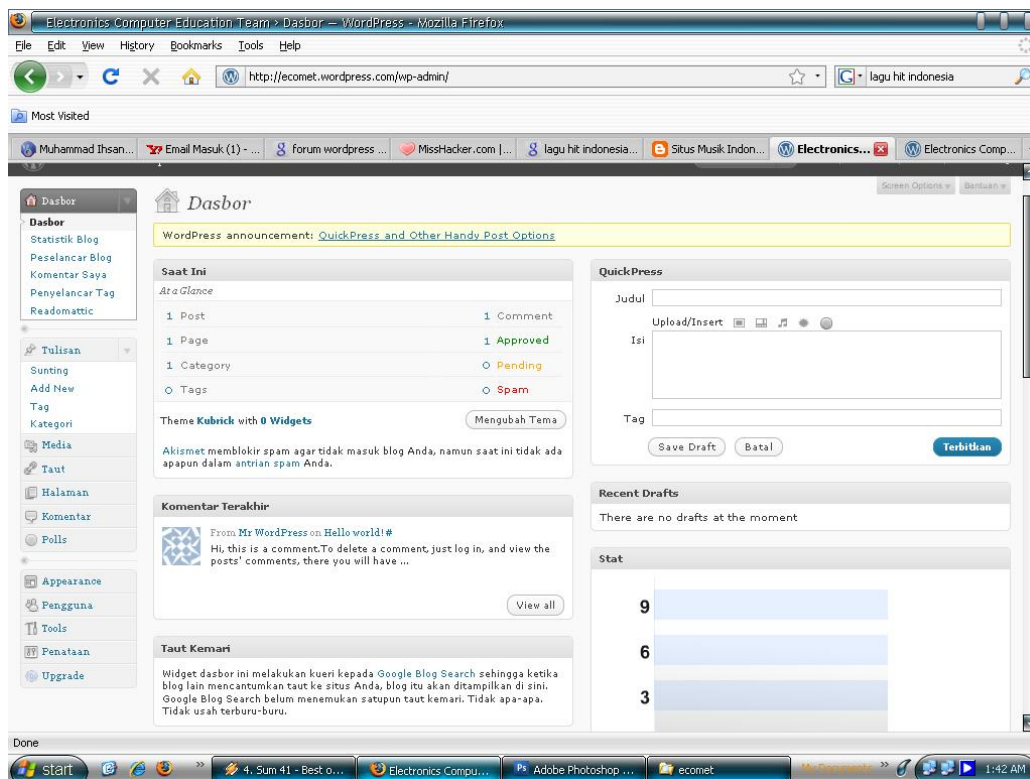 Electronics Computer Education Team › Dasbor — WordPress - Mozilla Firefox
File Edit View History Bookmarks Tools Help
http://ecomet.wordpress.com/wp-admin/
lagu hit indonesia
Most Visited
Muhammad Ihsan... Email Masuk (1) - ... forum wordpress ... MissHacker.com |... lagu hit indonesia... Situs Musik Indon... Electronics... Electronics Comp...
Screen Options Bantuan
Dasbor
Dasbor
Statistik Blog
Peselancar Blog
Komentar Saya
Penyelancar Tag
Readomattic
Tulisan
Sunting
Add New
Tag
Kategori
Media
Taut
Halaman
Komentar
Polls
Appearance
Pengguna
Tools
Penataan
Upgrade
Dasbor
WordPress announcement: QuickPress and Other Handy Post Options
Saat Ini
At a Glance
1 Post 1 Comment
1 Page 1 Approved
1 Category 0 Pending
0 Tags 0 Spam
Theme Kubrick with 0 Widgets Mengubah Tema
Akismet memblokir spam agar tidak masuk blog Anda, namun saat ini tidak ada
apapun dalam antrian spam Anda.
Komentar Terakhir
From Mr WordPress on Hello world! #
Hi, this is a comment.To delete a comment, just log in, and view the
posts' comments, there you will have ...
View all
Taut Kemari
Widget dasbor ini melakukan kueri kepada Google Blog Search sehingga ketika
blog lain mencantumkan taut ke situs Anda, blog itu akan ditampilkan di sini.
Google Blog Search belum menemukan satupun taut kemari. Tidak apa-apa.
Tidak usah terburu-buru.
QuickPress
Judul
Upload/Insert
Isi
Tag
Save Draft Batal Terbitkan
Recent Drafts
There are no drafts at the moment
Stat
9
6
3
Done
start 4. Sum 41 - Best o... Electronics Compu... Adobe Photoshop ... ecomet My Documents 1:42 AM